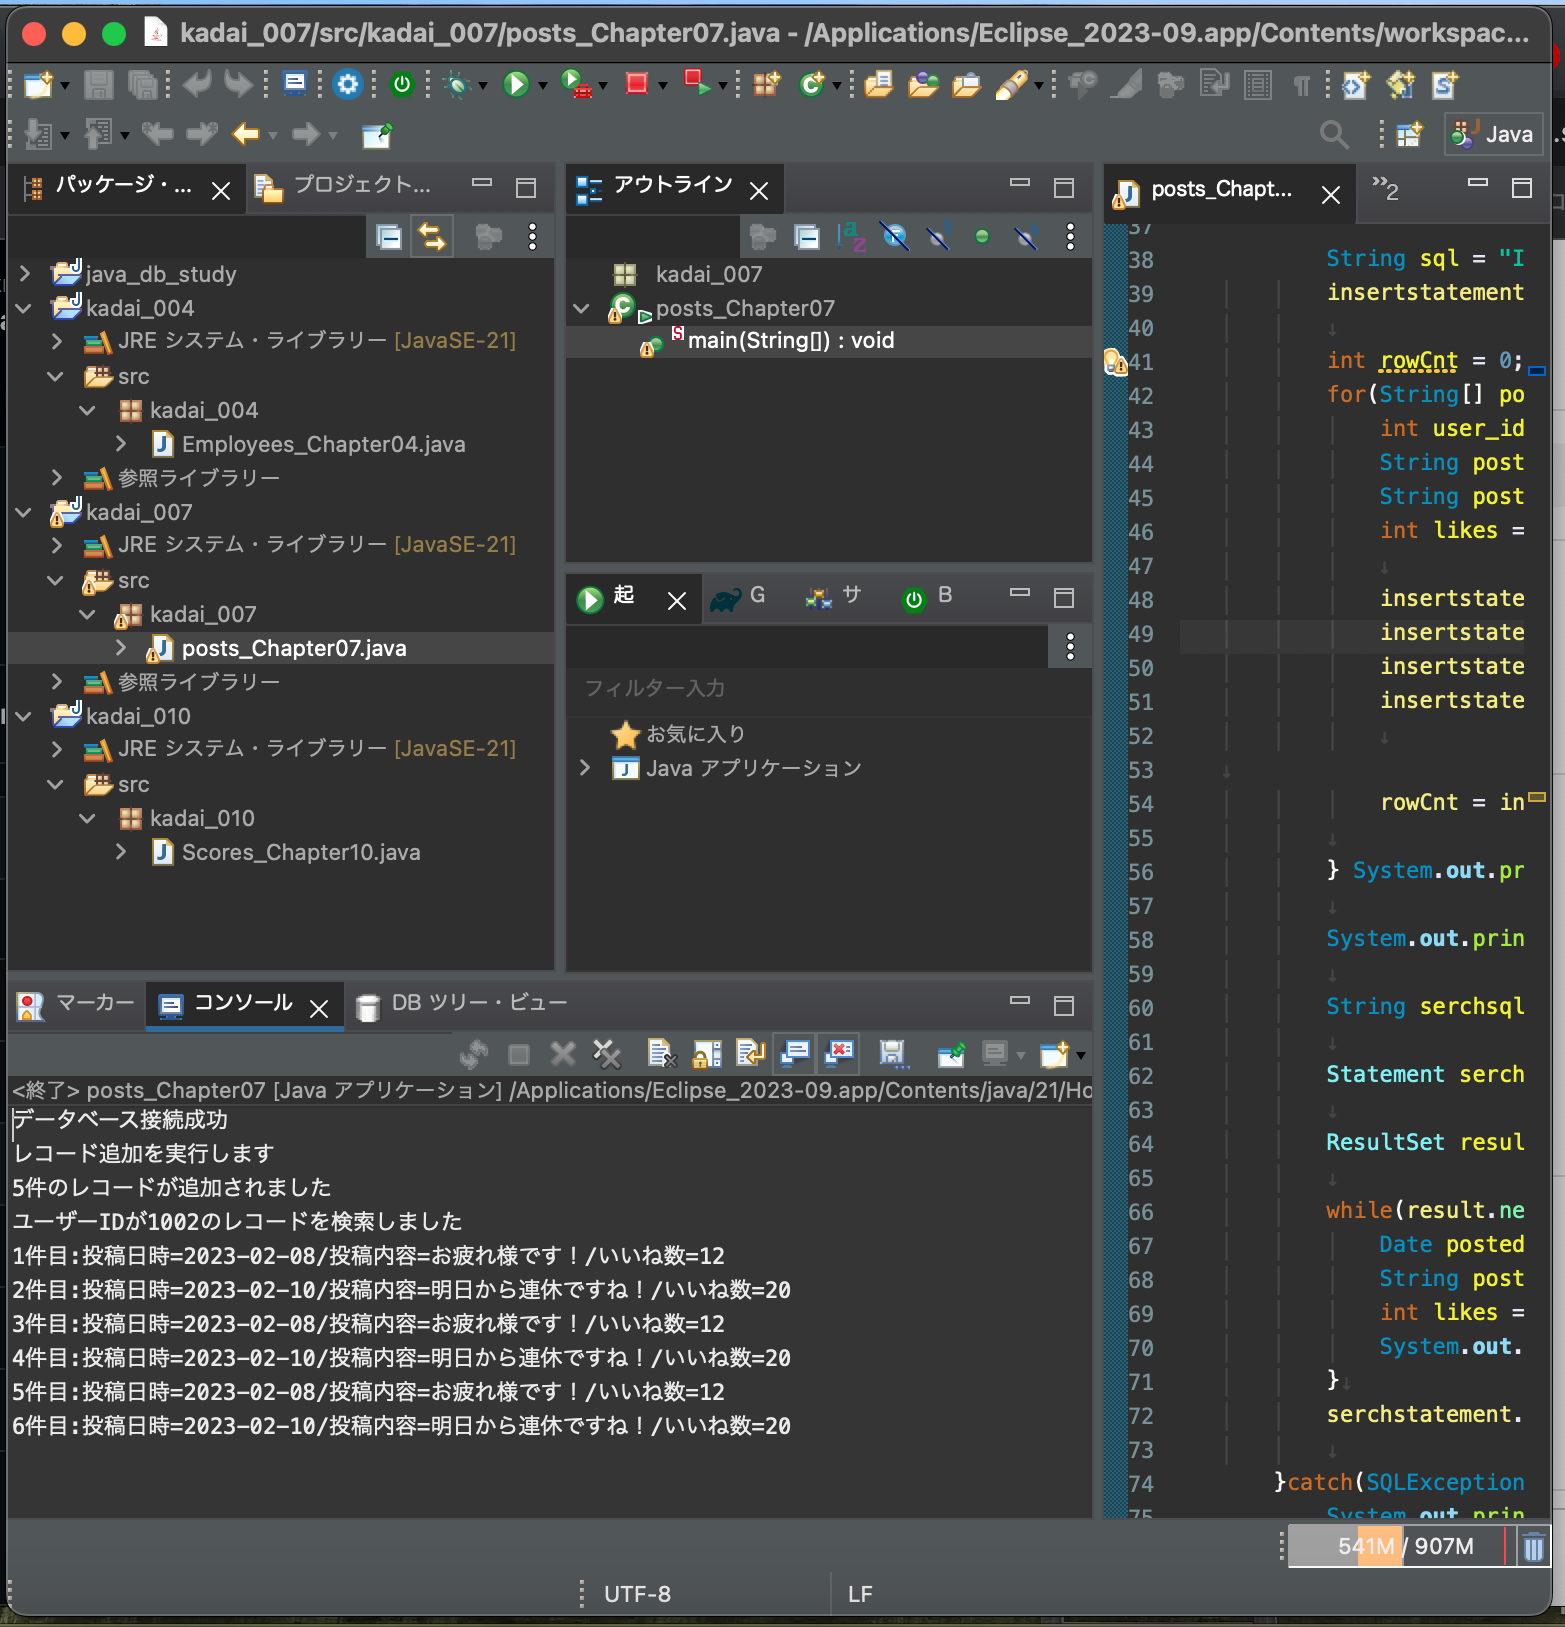 kadai_007/src/kadai_007/posts_Chapter07.java - /Applications/Eclipse_2023-09.app/Contents/workspac...
Java
パッケージ・...
プロジェクト...
java_db_study
kadai_004
JRE システム・ライブラリー [JavaSE-21]
src
kadai_004
Employees_Chapter04.java
参照ライブラリー
kadai_007
JRE システム・ライブラリー [JavaSE-21]
src
kadai_007
posts_Chapter07.java
参照ライブラリー
kadai_010
JRE システム・ライブラリー [JavaSE-21]
src
kadai_010
Scores_Chapter10.java
アウトライン
kadai_007
posts_Chapter07
main(String[]) : void
起
G
サ
B
フィルター入力
お気に入り
Java アプリケーション
posts_Chapt...
»2
37
38 String sql = "I
39 insertstatement
40
41 int rowCnt = 0;
42 for(String[] po
43 int user_id
44 String post
45 String post
46 int likes =
47
48 insertstate
49 insertstate
50 insertstate
51 insertstate
52
53
54 rowCnt = in
55
56 } System.out.pr
57
58 System.out.prin
59
60 String serchsql
61
62 Statement serch
63
64 ResultSet resul
65
66 while(result.ne
67 Date posted
68 String post
69 int likes =
70 System.out.
71 }
72 serchstatement.
73
74 }catch(SQLException
75 System.out.prin
マーカー
コンソール
DB ツリー・ビュー
<終了> posts_Chapter07 [Java アプリケーション] /Applications/Eclipse_2023-09.app/Contents/java/21/Ho
データベース接続成功
レコード追加を実行します
5件のレコードが追加されました
ユーザーIDが1002のレコードを検索しました
1件目:投稿日時=2023-02-08/投稿内容=お疲れ様です！/いいね数=12
2件目:投稿日時=2023-02-10/投稿内容=明日から連休ですね！/いいね数=20
3件目:投稿日時=2023-02-08/投稿内容=お疲れ様です！/いいね数=12
4件目:投稿日時=2023-02-10/投稿内容=明日から連休ですね！/いいね数=20
5件目:投稿日時=2023-02-08/投稿内容=お疲れ様です！/いいね数=12
6件目:投稿日時=2023-02-10/投稿内容=明日から連休ですね！/いいね数=20
541M / 907M
UTF-8
LF